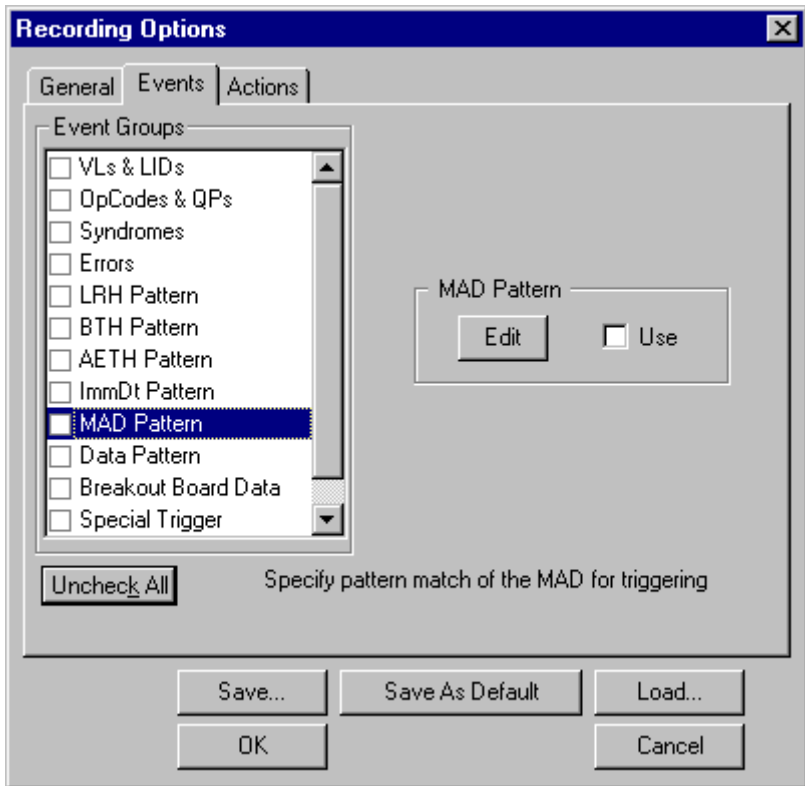 Recording Options
General
Events
Actions
Event Groups
VLs & LIDs
OpCodes & QPs
Syndromes
Errors
LRH Pattern
BTH Pattern
AETH Pattern
ImmDt Pattern
MAD Pattern
Data Pattern
Breakout Board Data
Special Trigger
MAD Pattern
Edit
Use
Uncheck All
Specify pattern match of the MAD for triggering
Save...
Save As Default
Load...
OK
Cancel